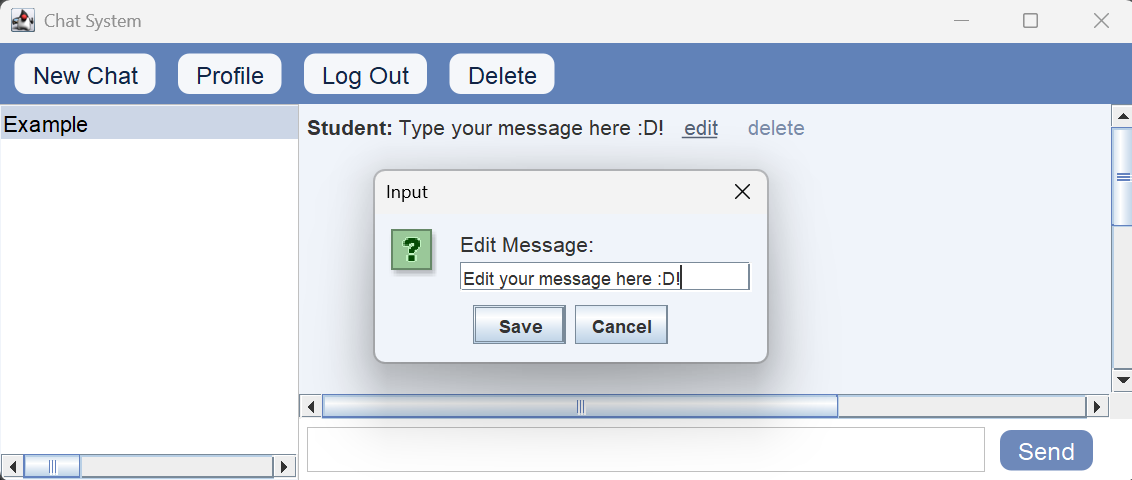 Chat System
New Chat Profile Log Out Delete
Example
Student: Type your message here :D! edit delete
Input
?
Edit Message:
Edit your message here :D!
Save Cancel
Send